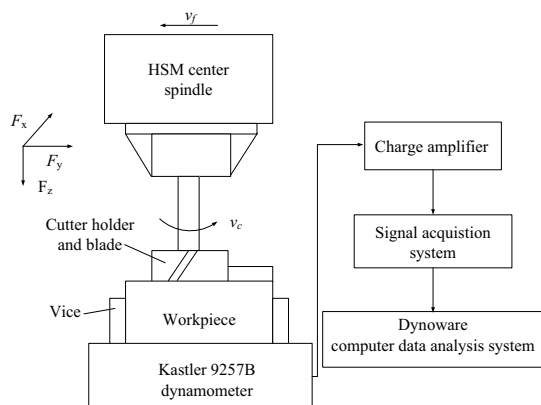 v_f
HSM center
spindle
F_x
F_y
F_z
Charge amplifier
Cutter holder
and blade
v_c
Signal acquistion
system
Vice
Workpiece
Dynoware
computer data analysis system
Kastler 9257B
dynamometer